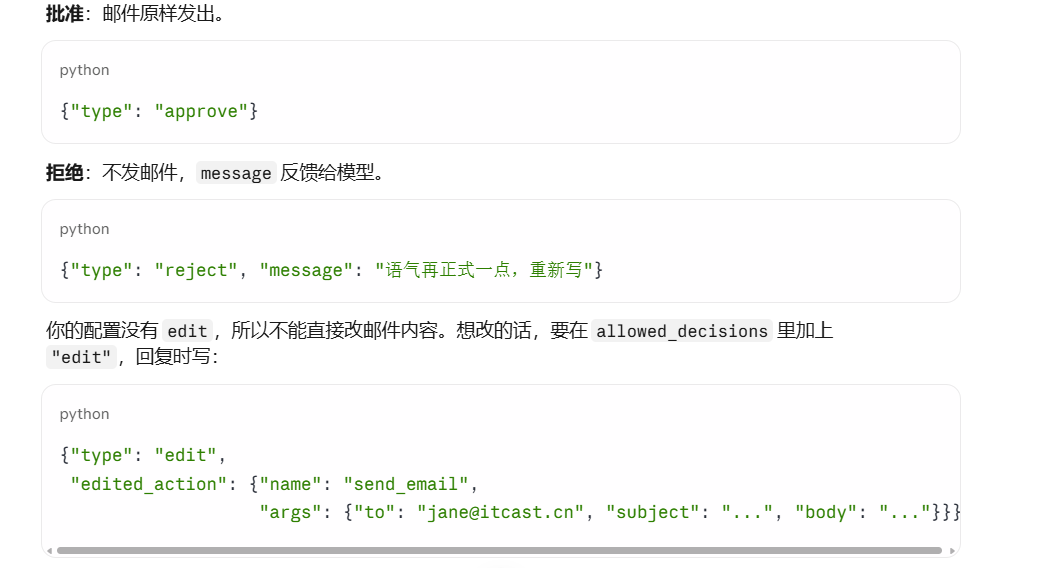 批准：邮件原样发出。
python
{"type": "approve"}
拒绝：不发邮件，message 反馈给模型。
python
{"type": "reject", "message": "语气再正式一点，重新写"}
你的配置没有 edit，所以不能直接改邮件内容。想改的话，要在 allowed_decisions 里加上
"edit"，回复时写：
python
{"type": "edit",
"edited_action": {"name": "send_email",
"args": {"to": "jane@itcast.cn", "subject": "...", "body": "..."}}}